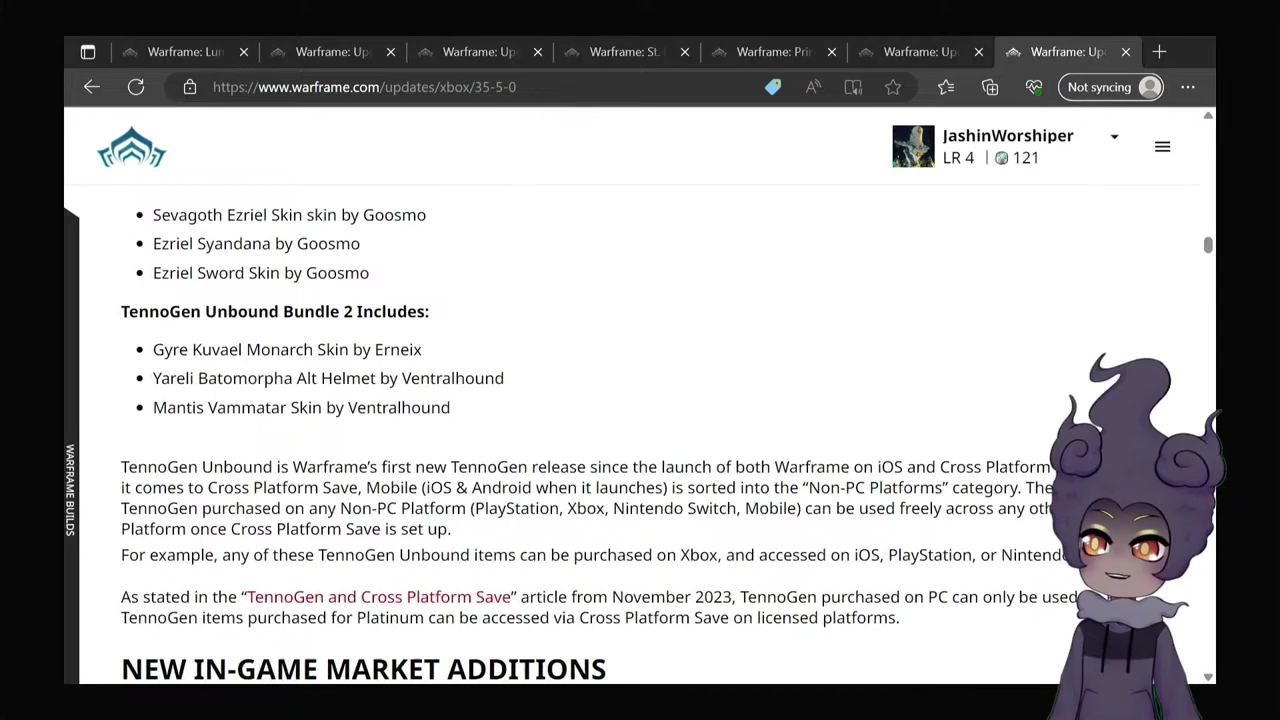 Warframe: Lun
Warframe: Up
Warframe: Up
Warframe: St.
Warframe: Pri
Warframe: Up
Warframe: Up
https://www.warframe.com/updates/xbox/35-5-0
Not syncing
JashinWorshiper
LR 4 | 121
Sevagoth Ezriel Skin skin by Goosmo
Ezriel Syandana by Goosmo
Ezriel Sword Skin by Goosmo
TennoGen Unbound Bundle 2 Includes:
Gyre Kuvael Monarch Skin by Erneix
Yareli Batomorpha Alt Helmet by Ventralhound
Mantis Vammatar Skin by Ventralhound
WARFRAME BUILDS
TennoGen Unbound is Warframe’s first new TennoGen release since the launch of both Warframe on iOS and Cross Platform
it comes to Cross Platform Save, Mobile (iOS & Android when it launches) is sorted into the “Non-PC Platforms” category. The
TennoGen purchased on any Non-PC Platform (PlayStation, Xbox, Nintendo Switch, Mobile) can be used freely across any
Platform once Cross Platform Save is set up.
For example, any of these TennoGen Unbound items can be purchased on Xbox, and accessed on iOS, PlayStation, or
As stated in the “TennoGen and Cross Platform Save” article from November 2023, TennoGen purchased on PC can only be used
TennoGen items purchased for Platinum can be accessed via Cross Platform Save on licensed platforms.
NEW IN-GAME MARKET ADDITIONS